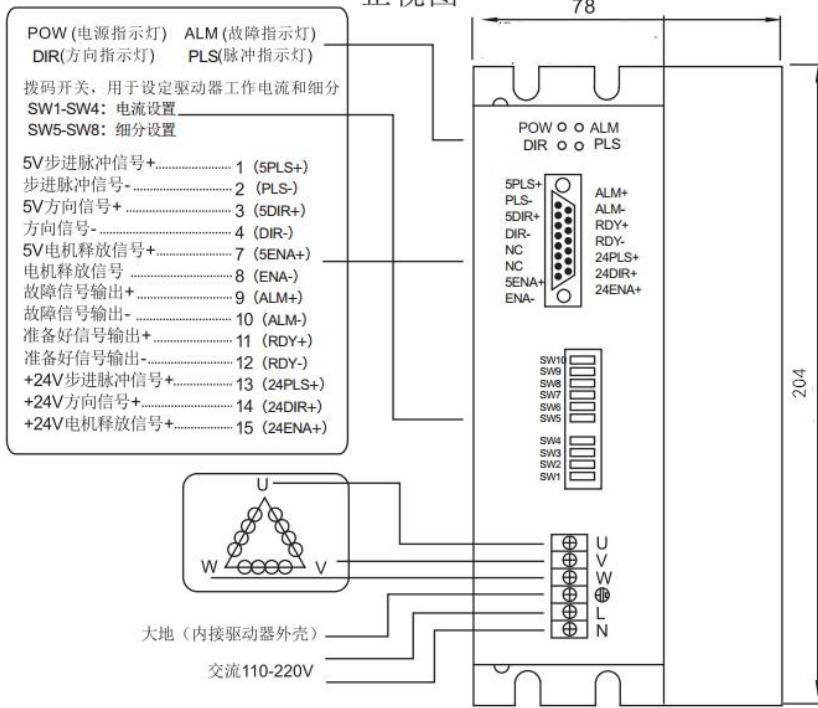 正视图
78
POW (电源指示灯) ALM (故障指示灯)
DIR(方向指示灯) PLS(脉冲指示灯)
拨码开关，用于设定驱动器工作电流和细分
SW1-SW4：电流设置
SW5-SW8：细分设置
5V步进脉冲信号+ 1 (5PLS+)
步进脉冲信号- 2 (PLS-)
5V方向信号+ 3 (5DIR+)
方向信号- 4 (DIR-)
5V电机释放信号+ 7 (5ENA+)
电机释放信号 8 (ENA-)
故障信号输出+ 9 (ALM+)
故障信号输出- 10 (ALM-)
准备好信号输出+ 11 (RDY+)
准备好信号输出- 12 (RDY-)
+24V步进脉冲信号+ 13 (24PLS+)
+24V方向信号+ 14 (24DIR+)
+24V电机释放信号+ 15 (24ENA+)
POW ALM
DIR PLS
5PLS+
PLS-
5DIR+
DIR-
NC
NC
5ENA+
ENA-
ALM+
ALM-
RDY+
RDY-
24PLS+
24DIR+
24ENA+
SW10
SW9
SW8
SW7
SW6
SW5
SW4
SW3
SW2
SW1
204
U
W V
U
V
W
L
N
大地（内接驱动器外壳）
交流110-220V